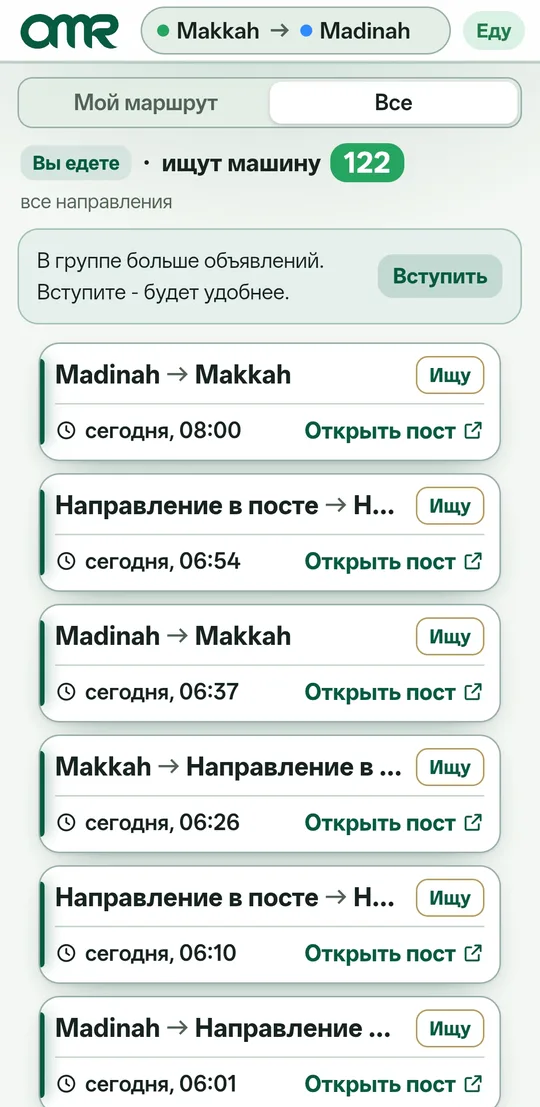 OMR
Makkah → Madinah
Еду
Мой маршрут
Все
Вы едете · ищут машину 122
все направления
В группе больше объявлений.
Вступите - будет удобнее.
Вступить
Madinah → Makkah
Ищу
сегодня, 08:00
Открыть пост
Направление в посте → Н...
Ищу
сегодня, 06:54
Открыть пост
Madinah → Makkah
Ищу
сегодня, 06:37
Открыть пост
Makkah → Направление в ...
Ищу
сегодня, 06:26
Открыть пост
Направление в посте → Н...
Ищу
сегодня, 06:10
Открыть пост
Madinah → Направление ...
Ищу
сегодня, 06:01
Открыть пост